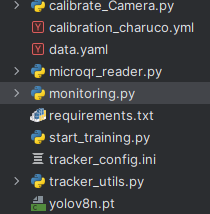 calibrate_Camera.py
calibration_charuco.yml
data.yaml
microqr_reader.py
monitoring.py
requirements.txt
start_training.py
tracker_config.ini
tracker_utils.py
yolov8n.pt